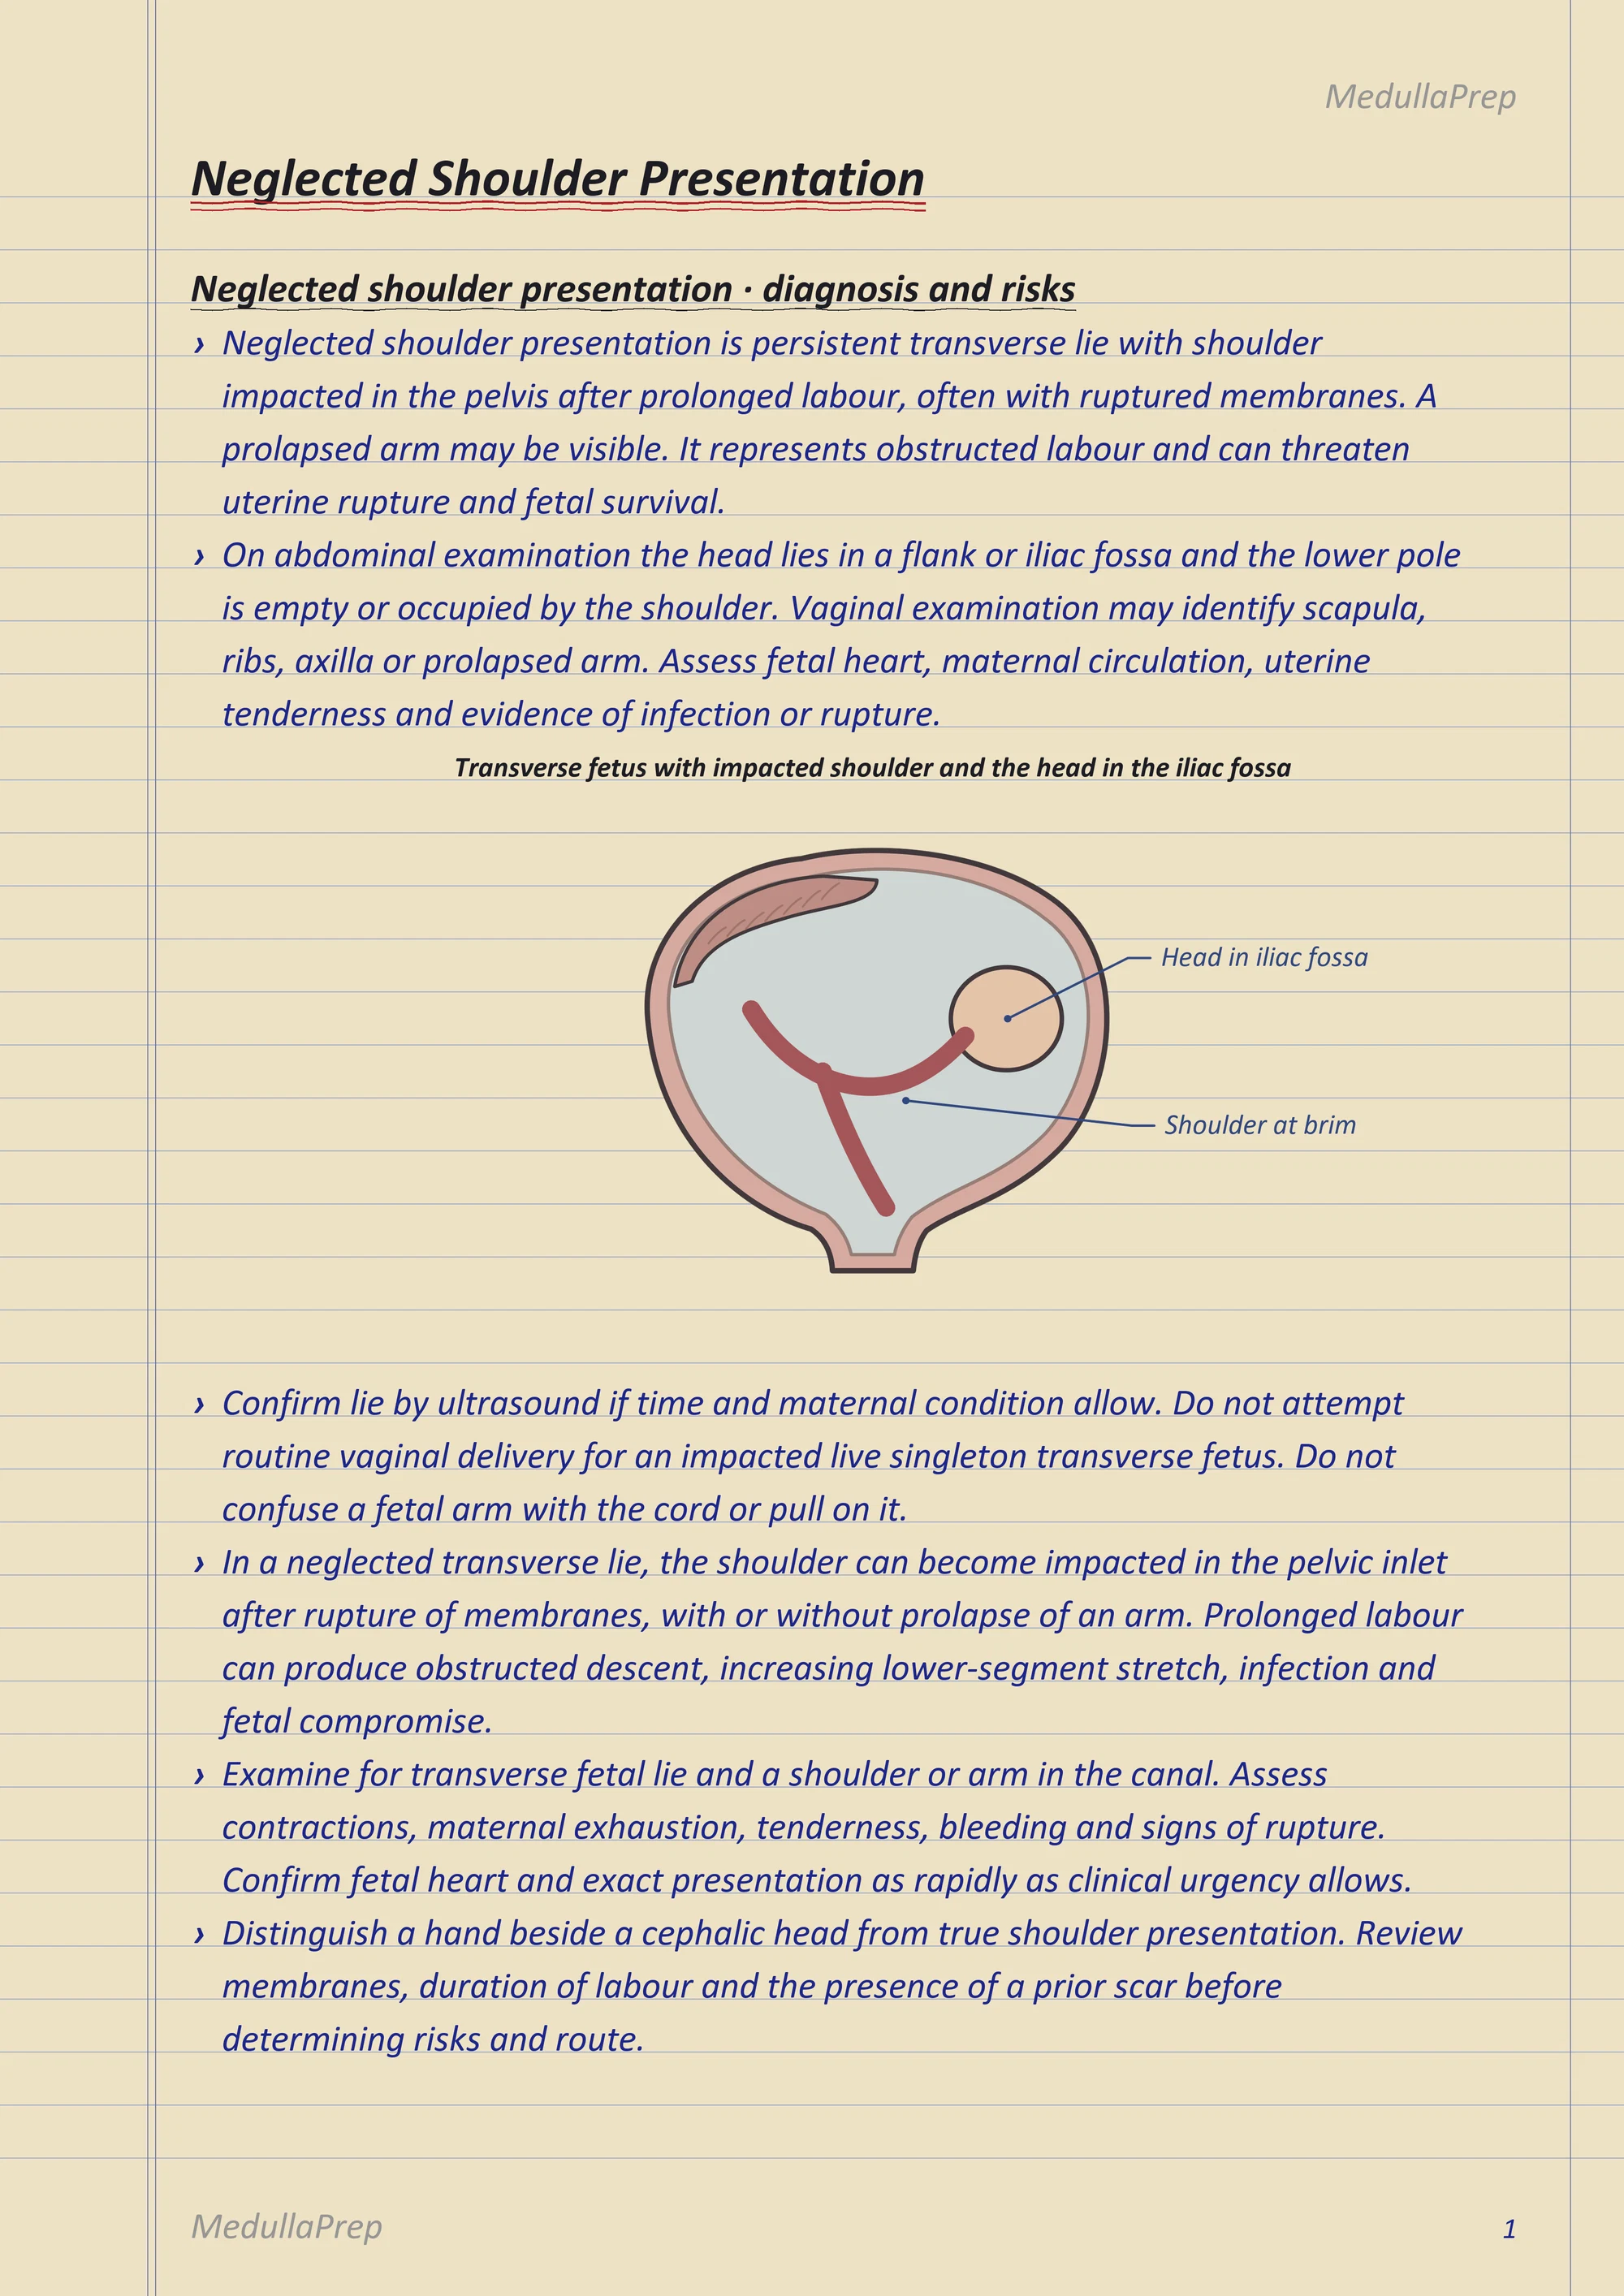 MedullaPrep
Neglected Shoulder Presentation
Neglected shoulder presentation · diagnosis and risks
› Neglected shoulder presentation is persistent transverse lie with shoulder
impacted in the pelvis after prolonged labour, often with ruptured membranes. A
prolapsed arm may be visible. It represents obstructed labour and can threaten
uterine rupture and fetal survival.
› On abdominal examination the head lies in a flank or iliac fossa and the lower pole
is empty or occupied by the shoulder. Vaginal examination may identify scapula,
ribs, axilla or prolapsed arm. Assess fetal heart, maternal circulation, uterine
tenderness and evidence of infection or rupture.
Transverse fetus with impacted shoulder and the head in the iliac fossa
Head in iliac fossa
Shoulder at brim
› Confirm lie by ultrasound if time and maternal condition allow. Do not attempt
routine vaginal delivery for an impacted live singleton transverse fetus. Do not
confuse a fetal arm with the cord or pull on it.
› In a neglected transverse lie, the shoulder can become impacted in the pelvic inlet
after rupture of membranes, with or without prolapse of an arm. Prolonged labour
can produce obstructed descent, increasing lower-segment stretch, infection and
fetal compromise.
› Examine for transverse fetal lie and a shoulder or arm in the canal. Assess
contractions, maternal exhaustion, tenderness, bleeding and signs of rupture.
Confirm fetal heart and exact presentation as rapidly as clinical urgency allows.
› Distinguish a hand beside a cephalic head from true shoulder presentation. Review
membranes, duration of labour and the presence of a prior scar before
determining risks and route.
MedullaPrep
1